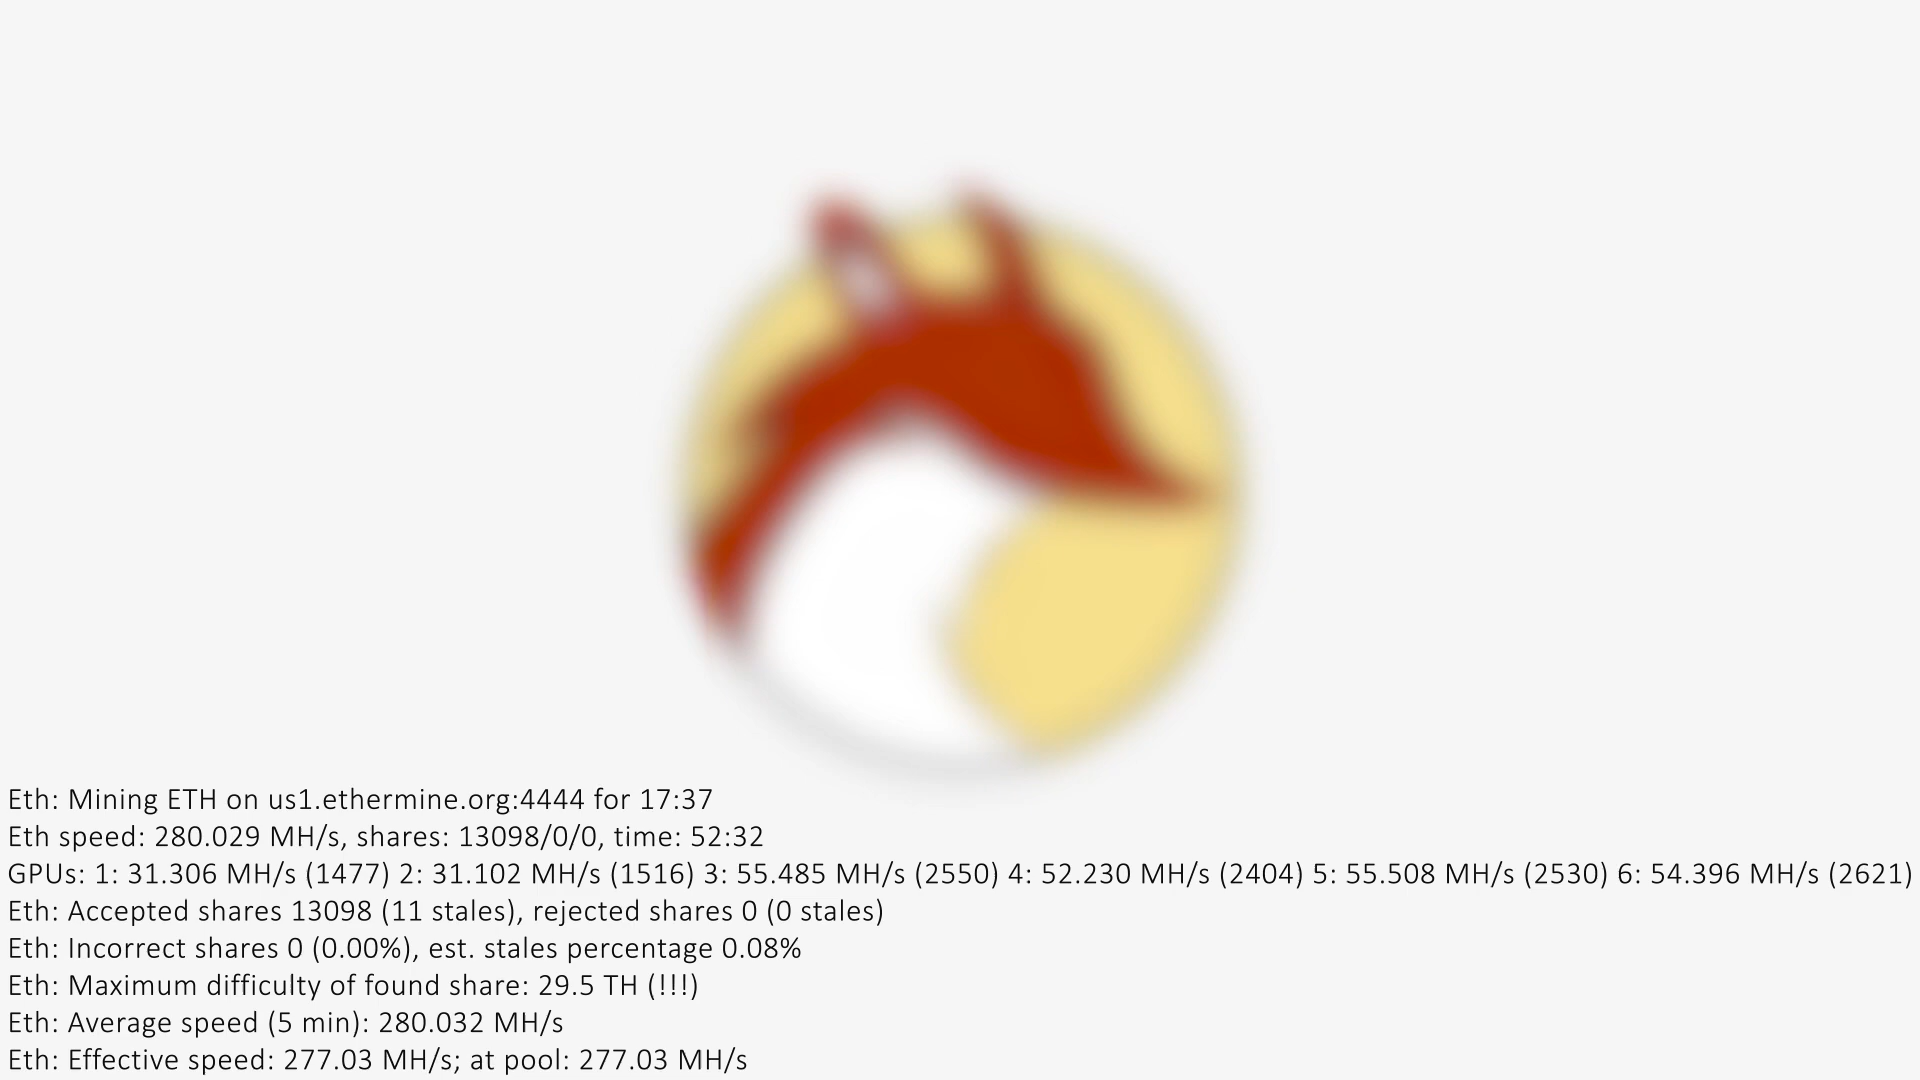 Eth: Mining ETH on us1.ethermine.org:4444 for 17:37
Eth speed: 280.029 MH/s, shares: 13098/0/0, time: 52:32
GPUs: 1: 31.306 MH/s (1477) 2: 31.102 MH/s (1516) 3: 55.485 MH/s (2550) 4: 52.230 MH/s (2404) 5: 55.508 MH/s (2530) 6: 54.396 MH/s (2621)
Eth: Accepted shares 13098 (11 stales), rejected shares 0 (0 stales)
Eth: Incorrect shares 0 (0.00%), est. stales percentage 0.08%
Eth: Maximum difficulty of found share: 29.5 TH (!!!)
Eth: Average speed (5 min): 280.032 MH/s
Eth: Effective speed: 277.03 MH/s; at pool: 277.03 MH/s